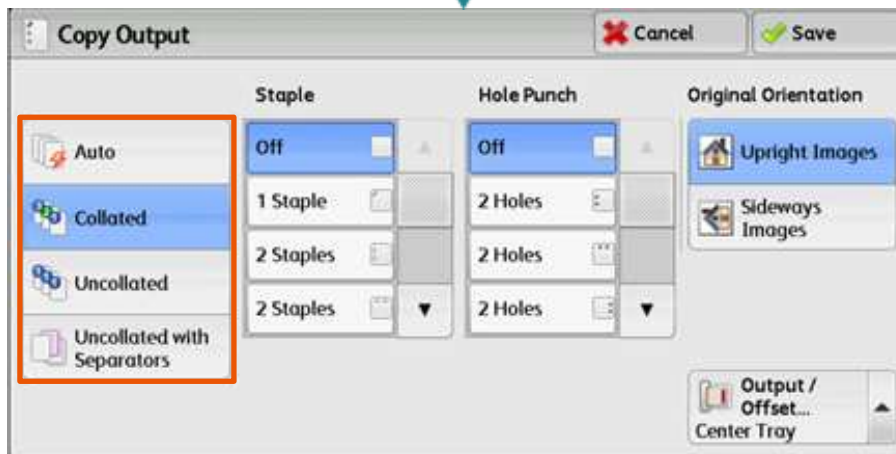 Copy Output
Cancel
Save
Staple
Hole Punch
Original Orientation
Auto
Collated
Uncollated
Uncollated with
Separators
Off
1 Staple
2 Staples
2 Staples
Off
2 Holes
2 Holes
2 Holes
Upright Images
Sideways
Images
Output /
Offset...
Center Tray